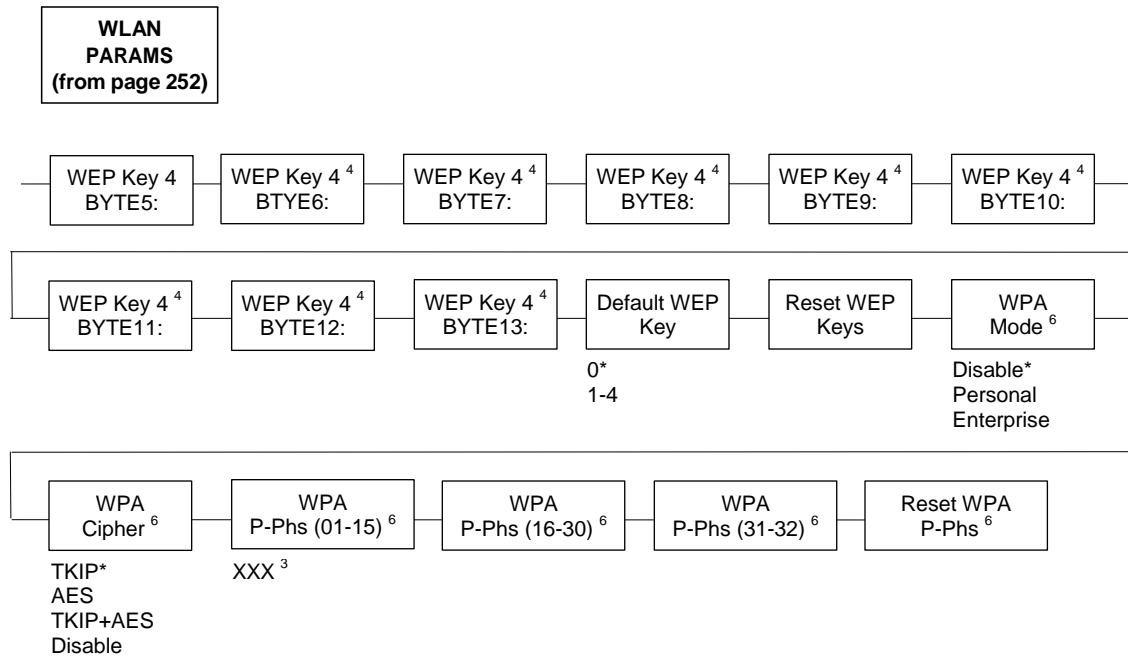 WLAN
PARAMS
(from page 252)
WEP Key 4
BYTE5:
WEP Key 4 4
BTYE6:
WEP Key 4 4
BYTE7:
WEP Key 4 4
BYTE8:
WEP Key 4 4
BYTE9:
WEP Key 4 4
BYTE10:
WEP Key 4 4
BYTE11:
WEP Key 4 4
BYTE12:
WEP Key 4 4
BYTE13:
Default WEP
Key
0*
1-4
Reset WEP
Keys
WPA
Mode 6
Disable*
Personal
Enterprise
WPA
Cipher 6
TKIP*
AES
TKIP+AES
Disable
WPA
P-Phs (01-15) 6
XXX 3
WPA
P-Phs (16-30) 6
WPA
P-Phs (31-32) 6
Reset WPA
P-Phs 6